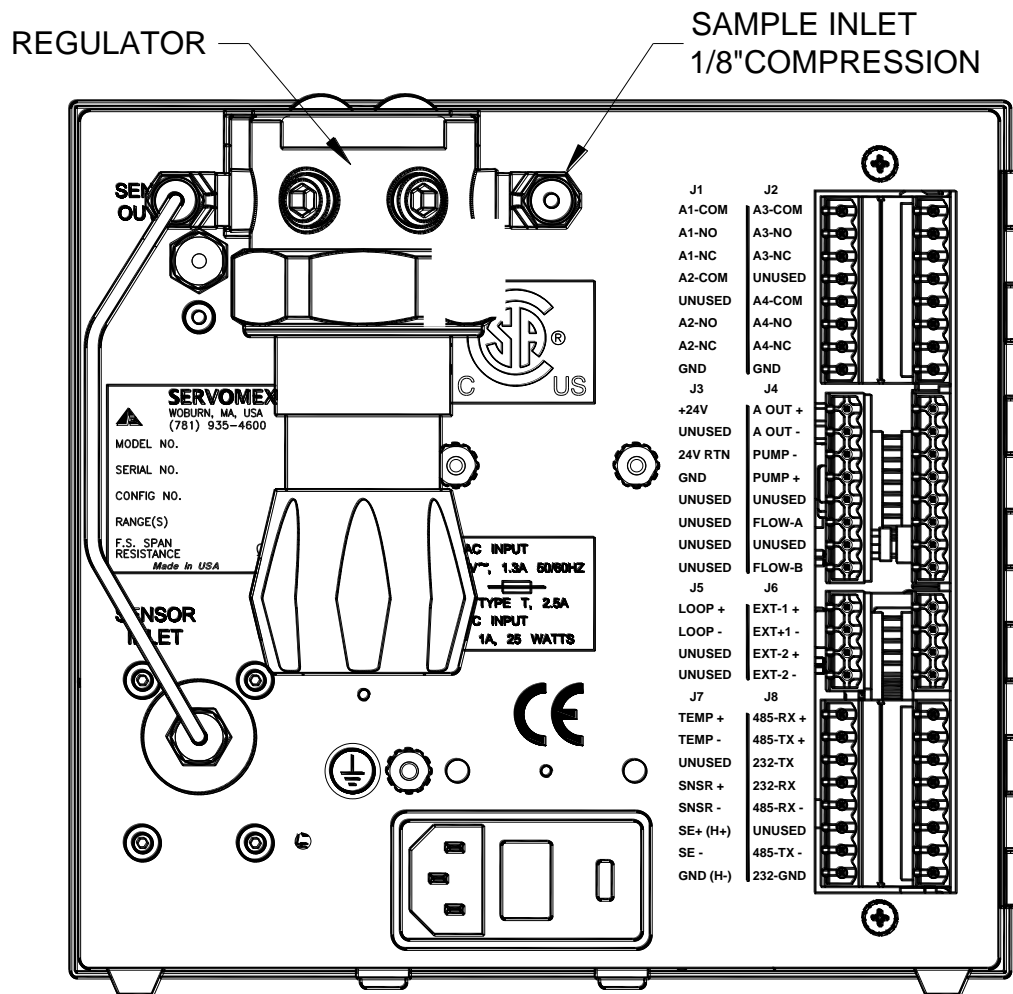 REGULATOR
SAMPLE INLET
1/8"COMPRESSION
SERVOMEX
WOBURN, MA, USA
(781) 935-4600
MODEL NO.
SERIAL NO.
CONFIG NO.
RANGE(S)
F.S. SPAN
RESISTANCE
Made in USA
INPUT
1.3A 50/60HZ
TYPE T, 2.5A
INPUT
1A, 25 WATTS
C US
®
CE
J1 J2
A1-COM A3-COM
A1-NO A3-NO
A1-NC A3-NC
A2-COM UNUSED
UNUSED A4-COM
A2-NO A4-NO
A2-NC A4-NC
GND GND
J3 J4
+24V A OUT +
UNUSED A OUT -
24V RTN PUMP -
GND PUMP +
UNUSED UNUSED
UNUSED FLOW-A
UNUSED UNUSED
UNUSED FLOW-B
J5 J6
LOOP + EXT-1 +
LOOP - EXT+1 -
UNUSED EXT-2 +
UNUSED EXT-2 -
J7 J8
TEMP + 485-RX +
TEMP - 485-TX +
UNUSED 232-TX
SNSR + 232-RX
SNSR - 485-RX -
SE+ (H+) UNUSED
SE - 485-TX -
GND (H-) 232-GND